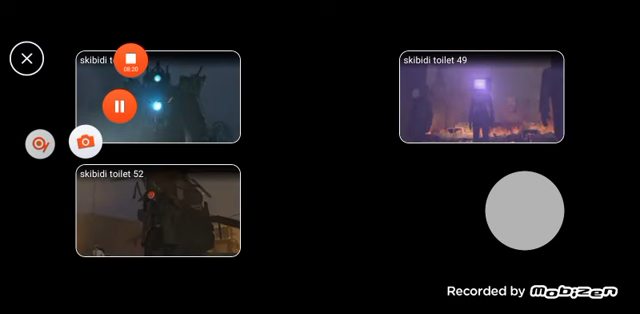 skibidi t
00:20
skibidi toilet 49
skibidi toilet 52
Recorded by Mobizen